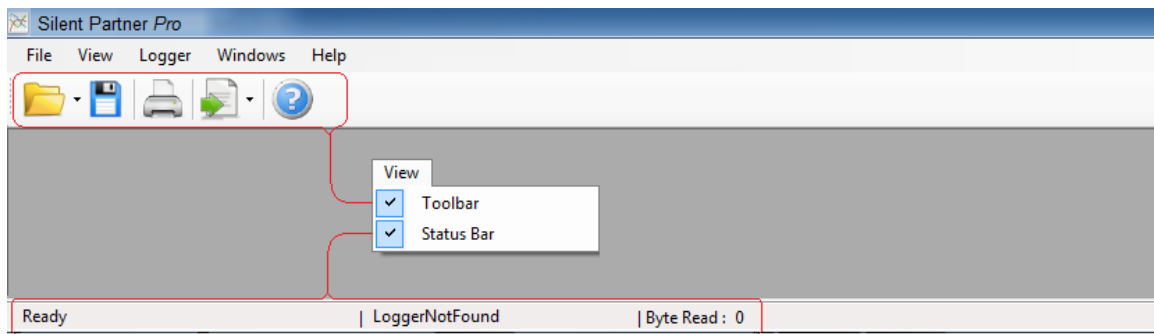 Silent Partner Pro
File View Logger Windows Help
View
Toolbar
Status Bar
Ready | LoggerNotFound | Byte Read : 0